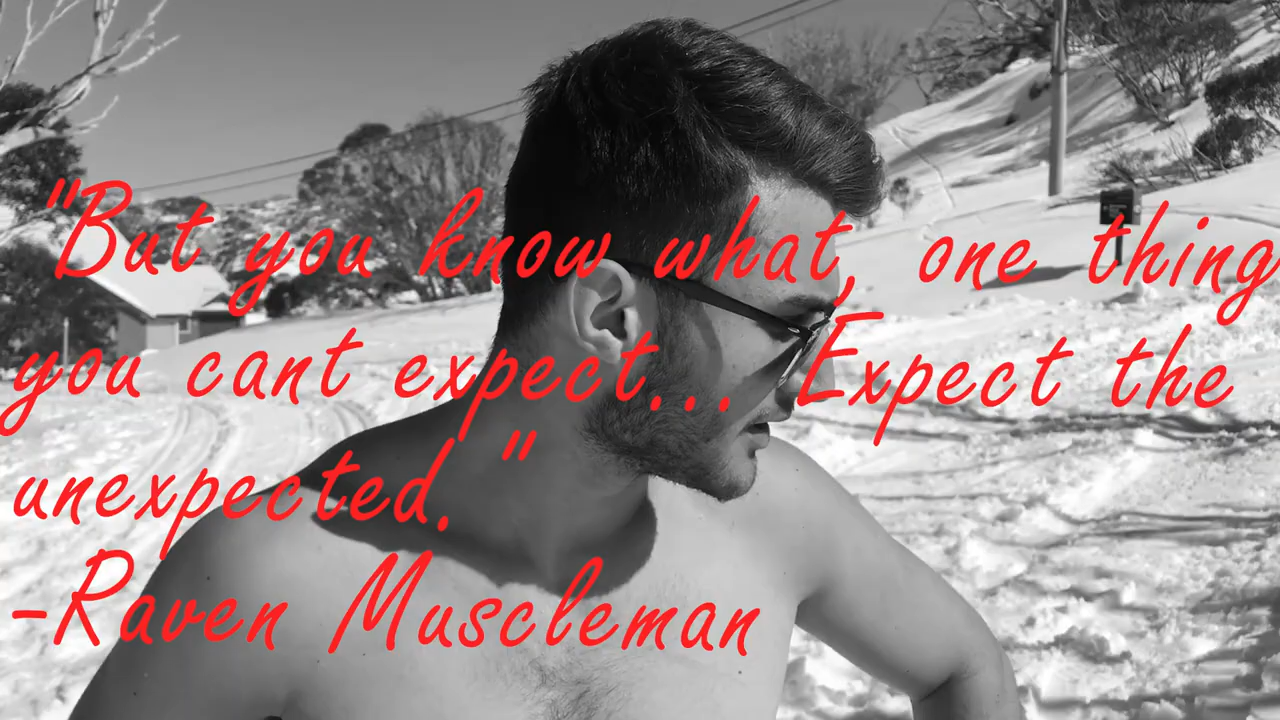 "But you know what, one thing
you cant expect... Expect the
unexpected."
-Raven Muscleman